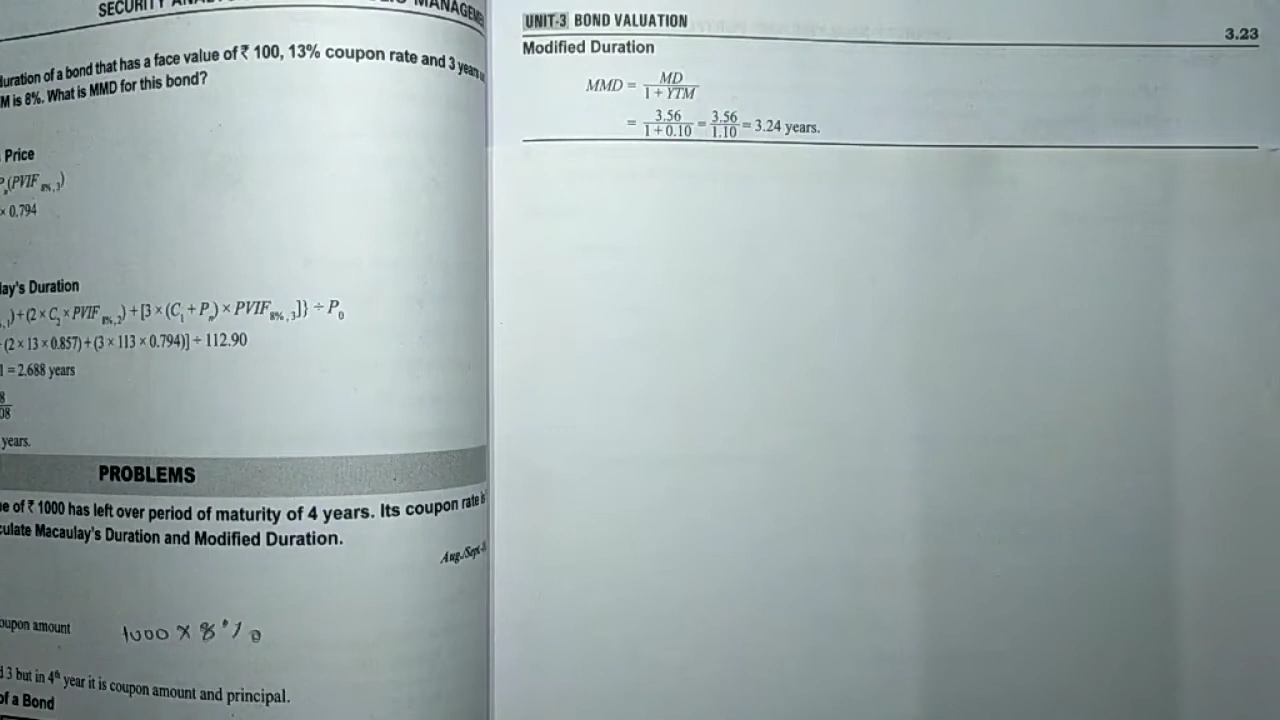 SECURITY
MANAGEME
duration of a bond that has a face value of ₹ 100, 13% coupon rate and 3 years
M is 8%. What is MMD for this bond?
Price
(PVIF 8%, 3)
× 0.794
lay's Duration
)+(2 × C2 × PVIF 8%, 2)+[3 × (C1 + Pn) × PVIF 8%, 3]} ÷ P0
(2 × 13 × 0.857)+(3 × 113 × 0.794)] ÷ 112.90
= 2.688 years
8
08
years.
PROBLEMS
e of ₹ 1000 has left over period of maturity of 4 years. Its coupon rate is
culate Macaulay's Duration and Modified Duration.
Aug./Sept
oupon amount 1000 × 8%
3 but in 4th year it is coupon amount and principal.
of a Bond
UNIT-3 BOND VALUATION
3.23
Modified Duration
MMD = MD / 1 + YTM
= 3.56 / 1 + 0.10 = 3.56 / 1.10 = 3.24 years.